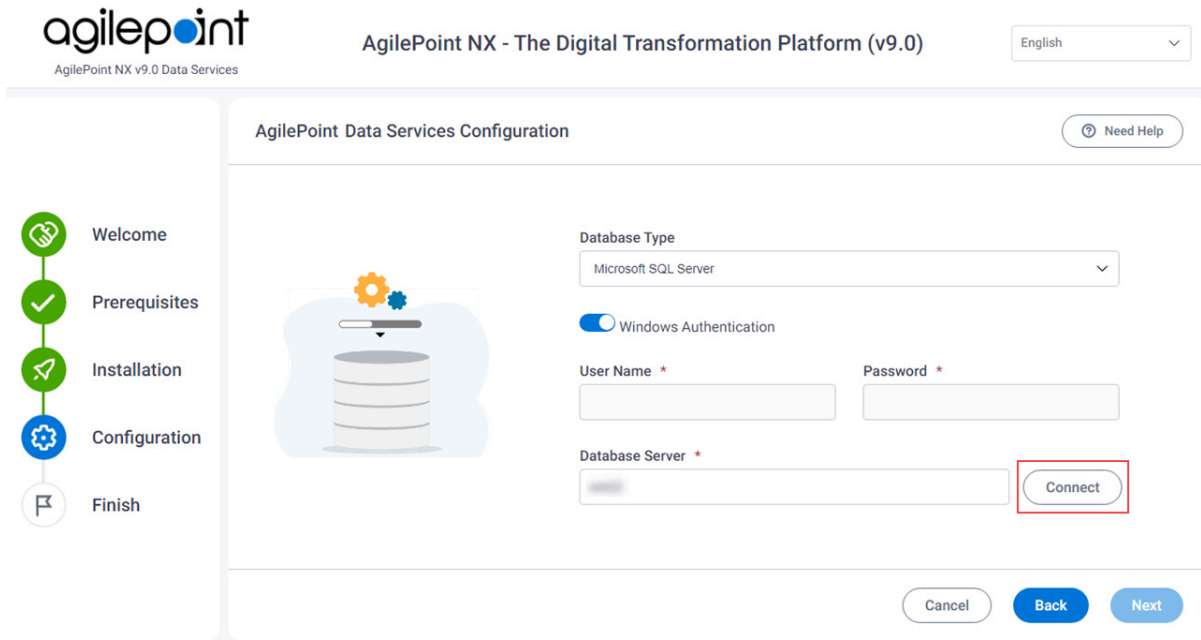 agilepoint
AgilePoint NX v9.0 Data Services
AgilePoint NX - The Digital Transformation Platform (v9.0)
English
AgilePoint Data Services Configuration
Need Help
Welcome
Prerequisites
Installation
Configuration
Finish
Database Type
Microsoft SQL Server
Windows Authentication
User Name *
Password *
Database Server *
Connect
Cancel
Back
Next